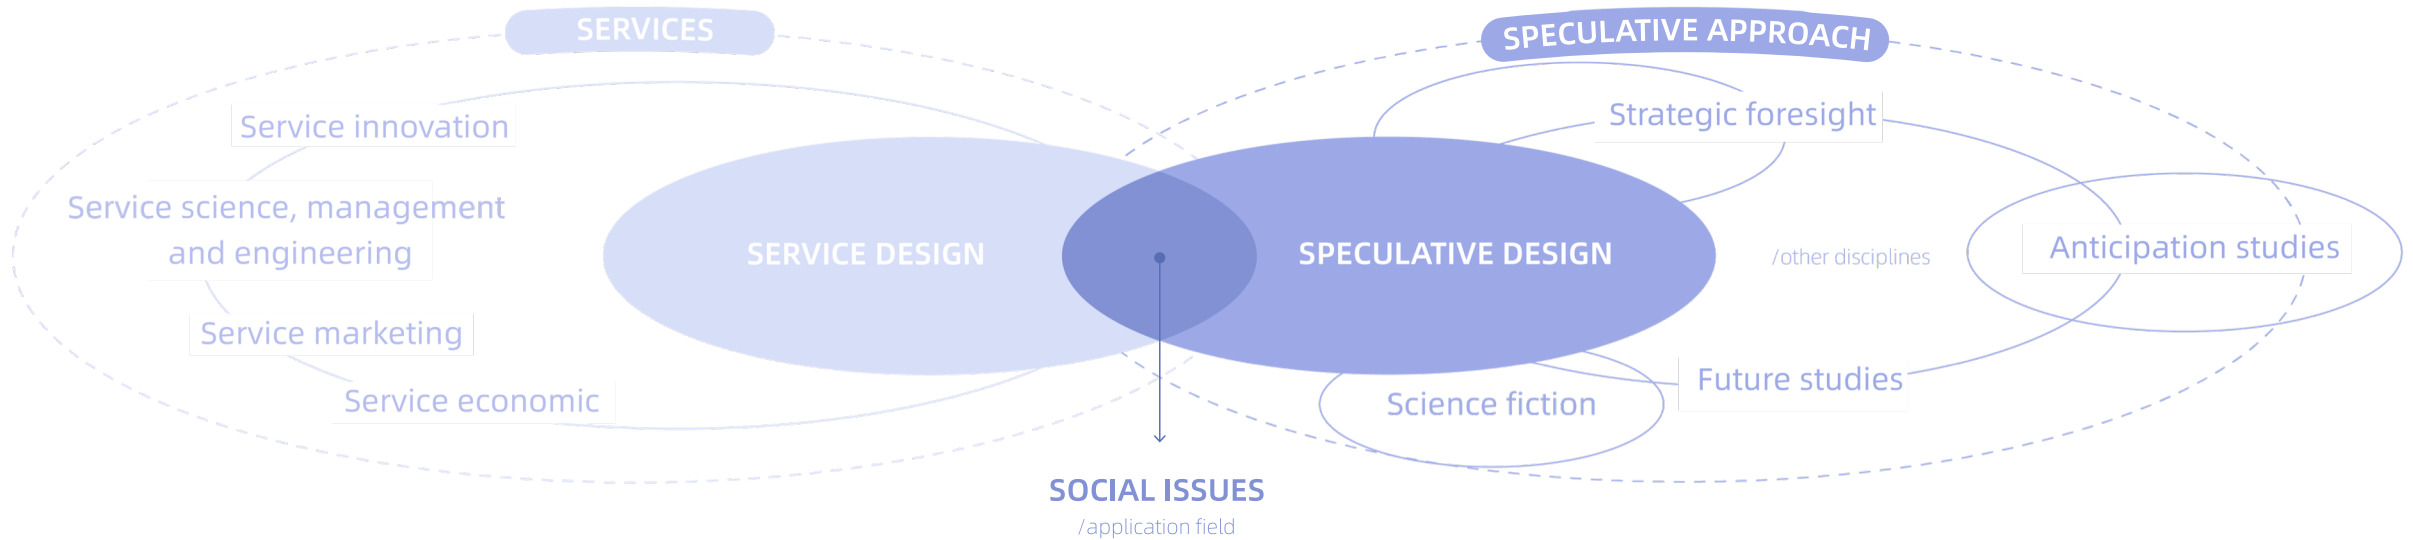 SERVICES
SPECULATIVE APPROACH
Service innovation
Strategic foresight
Service science, management
and engineering
SERVICE DESIGN
SPECULATIVE DESIGN
/other disciplines
Anticipation studies
Service marketing
Service economic
Science fiction
Future studies
SOCIAL ISSUES
/application field